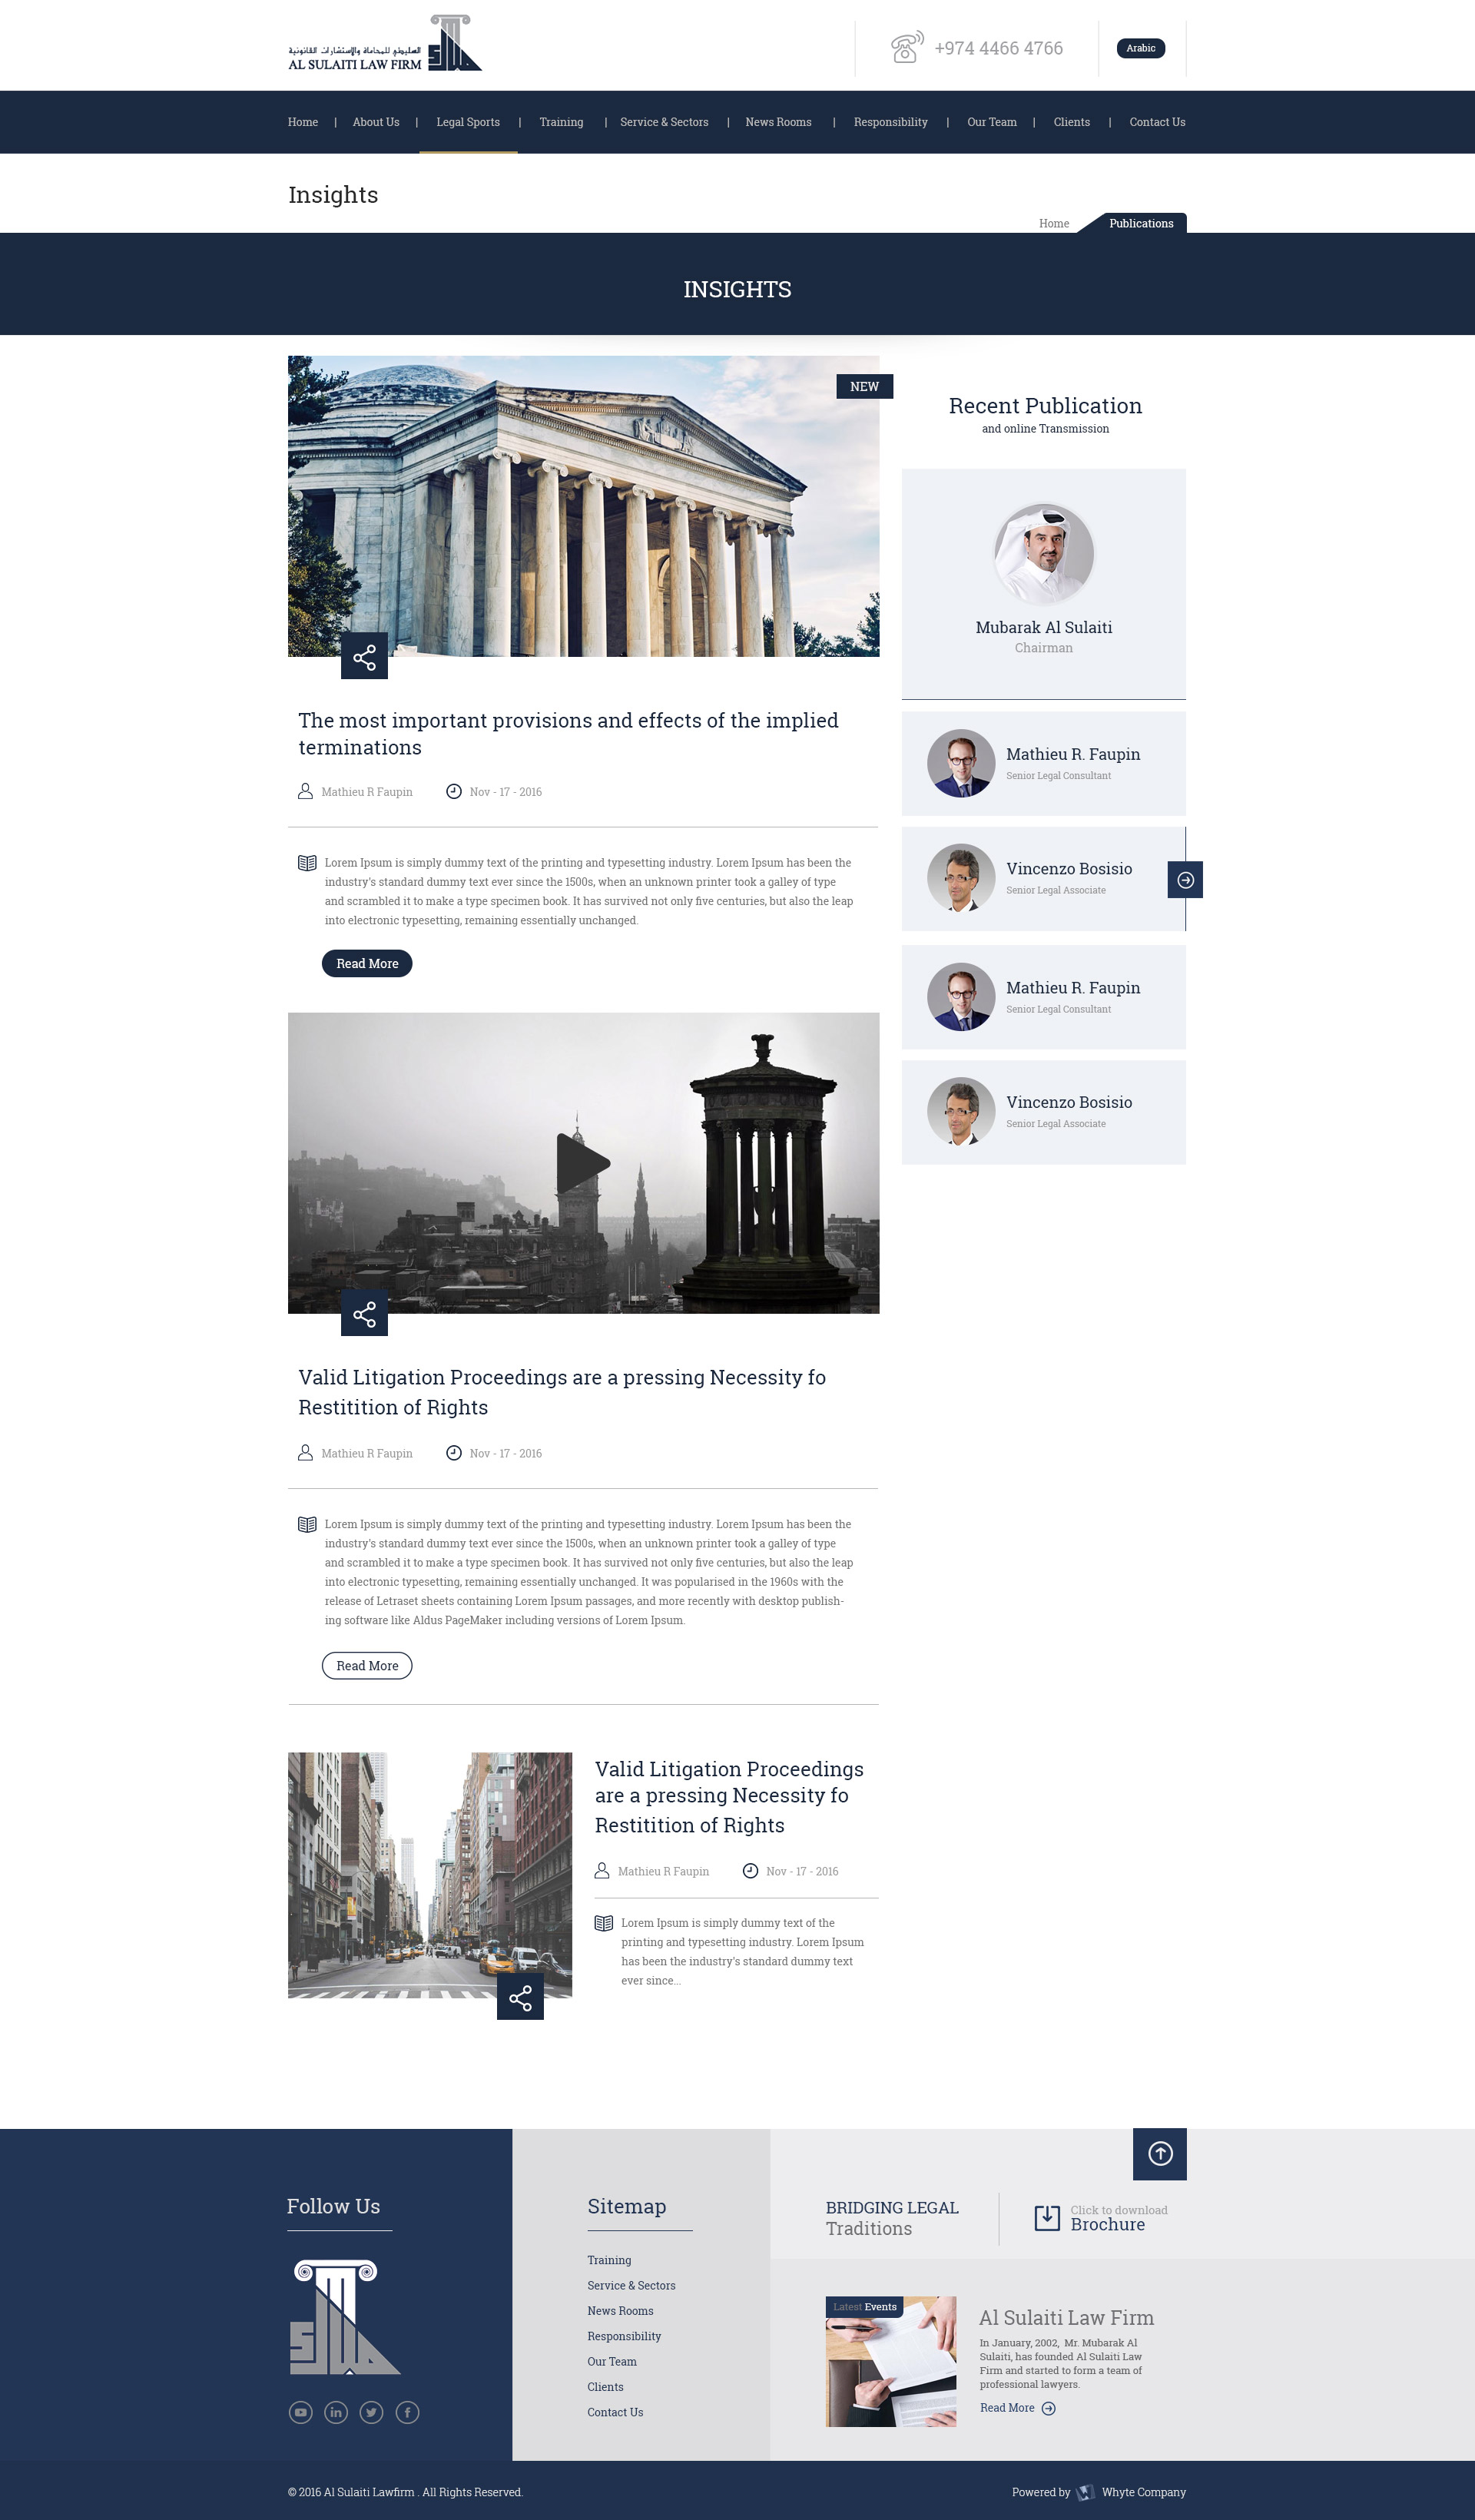 السليطي للمحاماة والإستشارات القانونية
AL SULAITI LAW FIRM
+974 4466 4766
Arabic
Home | About Us | Legal Sports | Training | Service & Sectors | News Rooms | Responsibility | Our Team | Clients | Contact Us
Insights
Home Publications
INSIGHTS
NEW
The most important provisions and effects of the implied
terminations
Mathieu R Faupin Nov - 17 - 2016
Lorem Ipsum is simply dummy text of the printing and typesetting industry. Lorem Ipsum has been the
industry's standard dummy text ever since the 1500s, when an unknown printer took a galley of type
and scrambled it to make a type specimen book. It has survived not only five centuries, but also the leap
into electronic typesetting, remaining essentially unchanged.
Read More
Valid Litigation Proceedings are a pressing Necessity fo
Restitition of Rights
Mathieu R Faupin Nov - 17 - 2016
Lorem Ipsum is simply dummy text of the printing and typesetting industry. Lorem Ipsum has been the
industry's standard dummy text ever since the 1500s, when an unknown printer took a galley of type
and scrambled it to make a type specimen book. It has survived not only five centuries, but also the leap
into electronic typesetting, remaining essentially unchanged. It was popularised in the 1960s with the
release of Letraset sheets containing Lorem Ipsum passages, and more recently with desktop publish-
ing software like Aldus PageMaker including versions of Lorem Ipsum.
Read More
Valid Litigation Proceedings
are a pressing Necessity fo
Restitition of Rights
Mathieu R Faupin Nov - 17 - 2016
Lorem Ipsum is simply dummy text of the
printing and typesetting industry. Lorem Ipsum
has been the industry's standard dummy text
ever since...
Recent Publication
and online Transmission
Mubarak Al Sulaiti
Chairman
Mathieu R. Faupin
Senior Legal Consultant
Vincenzo Bosisio
Senior Legal Associate
Mathieu R. Faupin
Senior Legal Consultant
Vincenzo Bosisio
Senior Legal Associate
Follow Us
Sitemap
Training
Service & Sectors
News Rooms
Responsibility
Our Team
Clients
Contact Us
BRIDGING LEGAL
Traditions
Click to download
Brochure
Latest Events
Al Sulaiti Law Firm
In January, 2002, Mr. Mubarak Al
Sulaiti, has founded Al Sulaiti Law
Firm and started to form a team of
professional lawyers.
Read More
© 2016 Al Sulaiti Lawfirm . All Rights Reserved.
Powered by Whyte Company